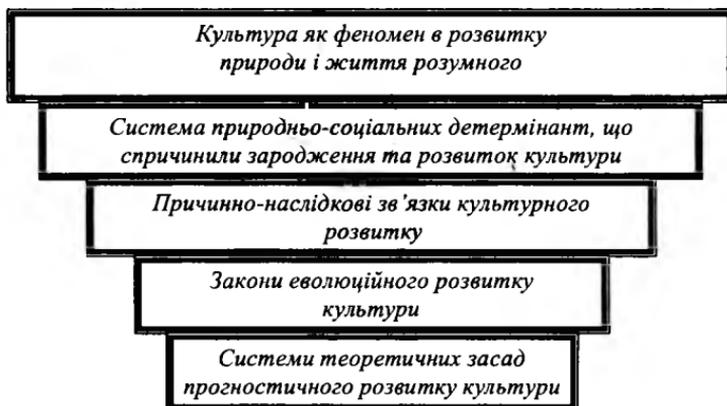 Культура як феномен в розвитку
природи і життя розумного
Система природньо-соціальних детермінант, що
спричинили зародження та розвиток культури
Причинно-наслідкові зв’язки культурного
розвитку
Закони еволюційного розвитку
культури
Системи теоретичних засад
прогностичного розвитку культури